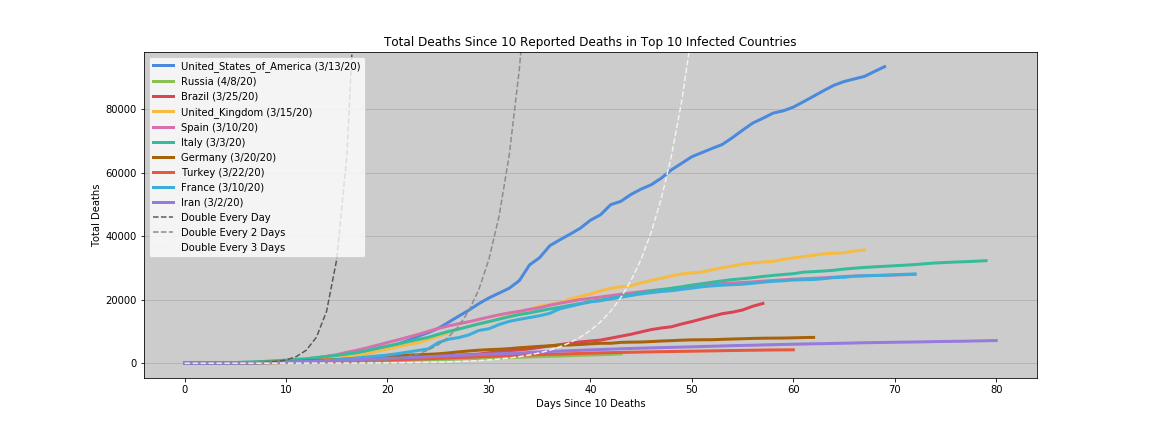 Total Deaths Since 10 Reported Deaths in Top 10 Infected Countries
United_States_of_America (3/13/20)
Russia (4/8/20)
Brazil (3/25/20)
United_Kingdom (3/15/20)
Spain (3/10/20)
Italy (3/3/20)
Germany (3/20/20)
Turkey (3/22/20)
France (3/10/20)
Iran (3/2/20)
Double Every Day
Double Every 2 Days
Double Every 3 Days
Total Deaths
80000
60000
40000
20000
0
0 10 20 30 40 50 60 70 80
Days Since 10 Deaths